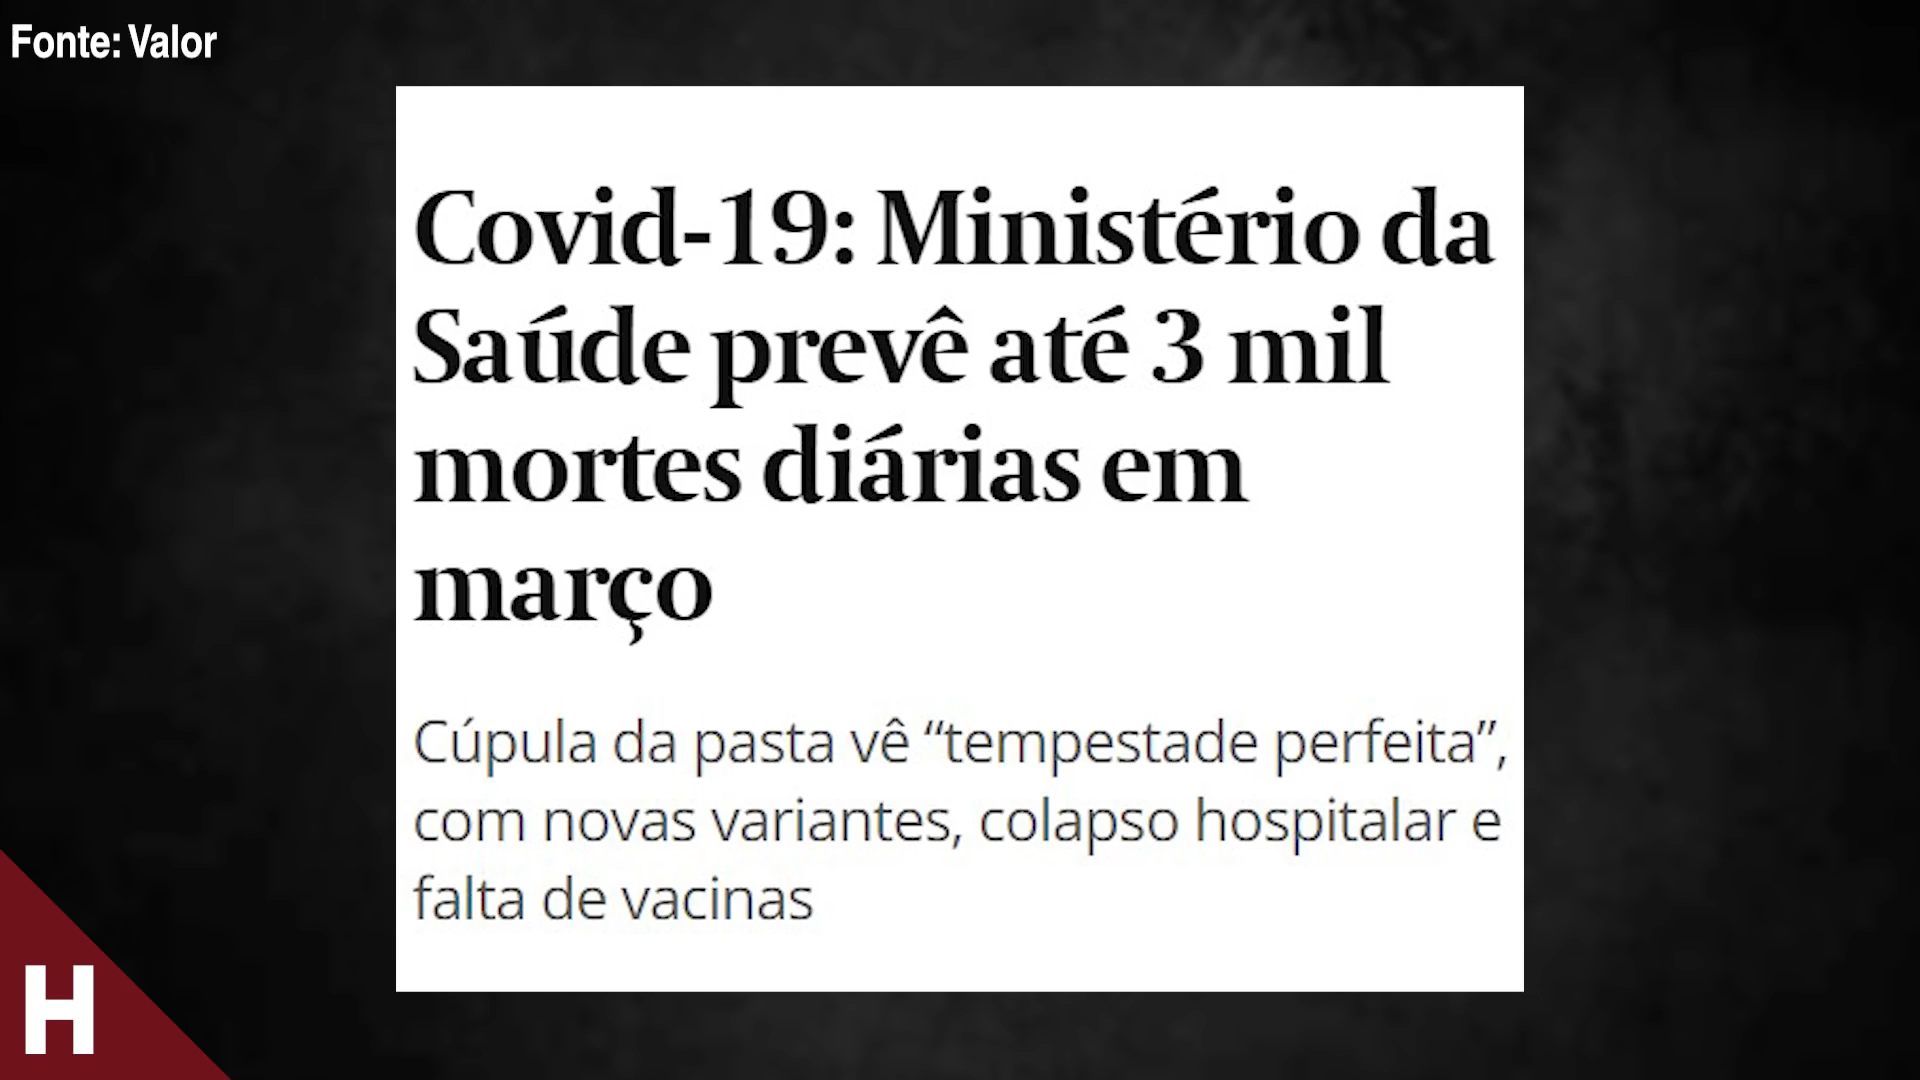 Fonte: Valor
Covid-19: Ministério da
Saúde prevê até 3 mil
mortes diárias em
março
Cúpula da pasta vê “tempestade perfeita”,
com novas variantes, colapso hospitalar e
falta de vacinas
H